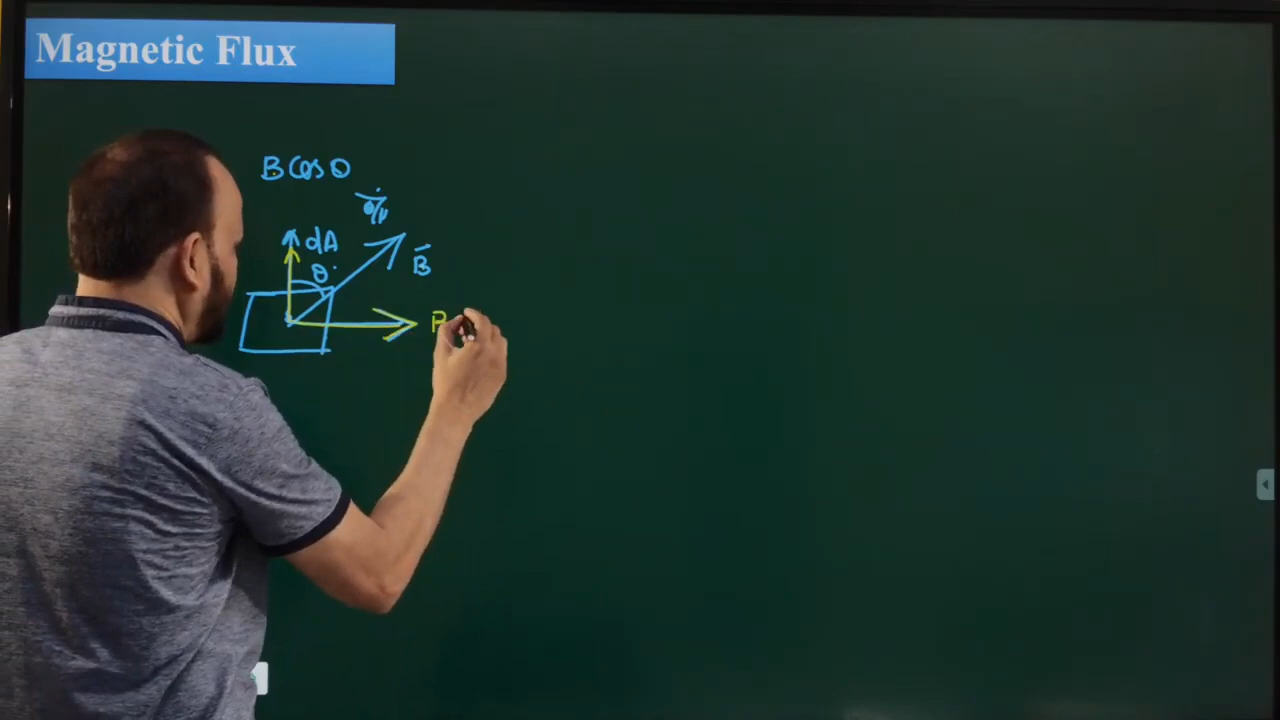 Magnetic Flux
B Cos θ
dA
θ
B̄
B